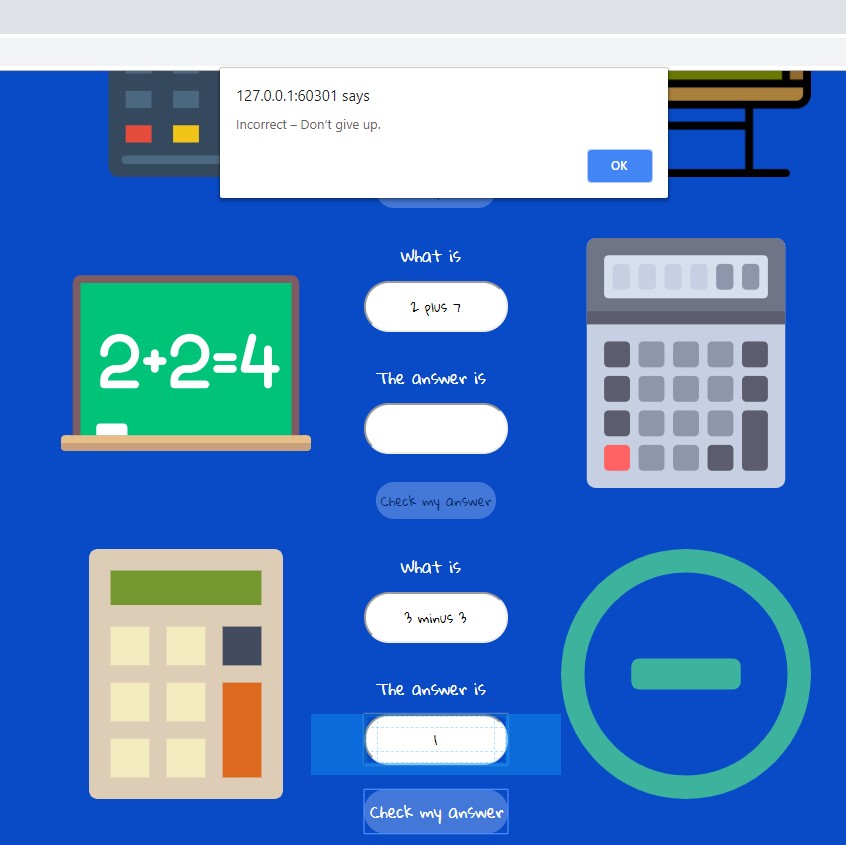 127.0.0.1:60301 says
Incorrect – Don't give up.
OK
What is
2 plus 7
2+2=4
The answer is
Check my answer
What is
3 minus 3
The answer is
1
Check my answer